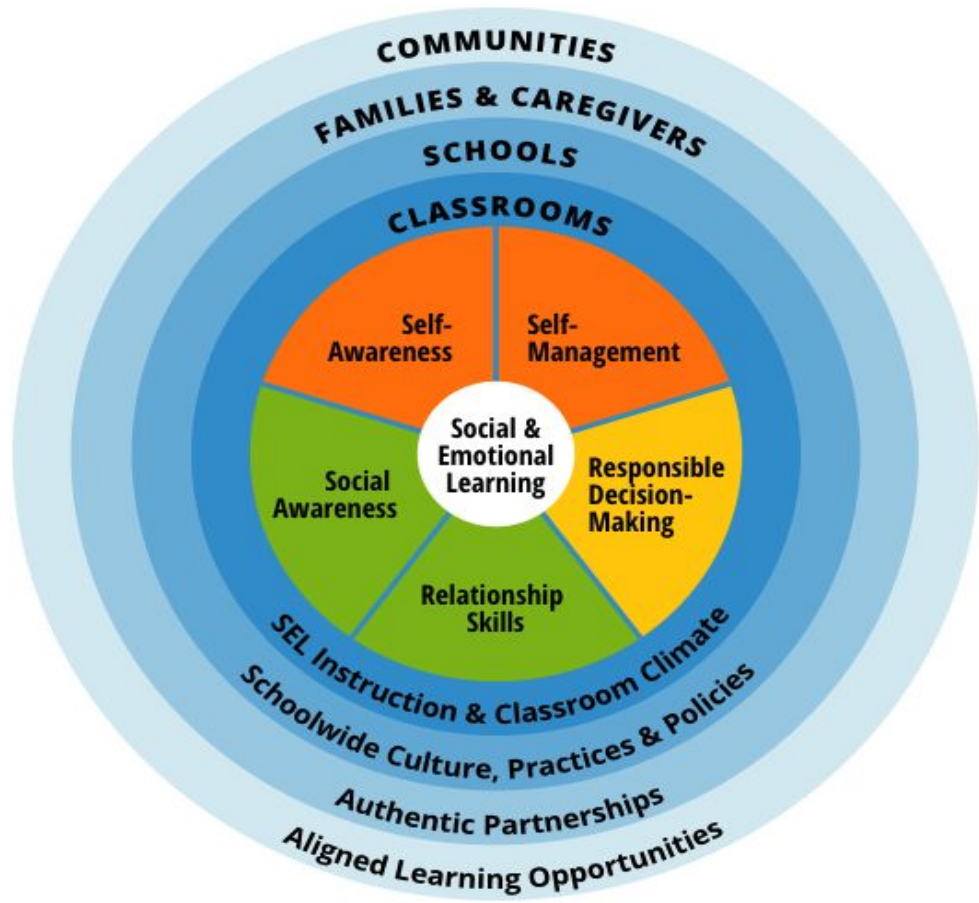 COMMUNITIES
FAMILIES & CAREGIVERS
SCHOOLS
CLASSROOMS
Self-
Awareness
Self-
Management
Social &
Emotional
Learning
Social
Awareness
Responsible
Decision-
Making
Relationship
Skills
SEL Instruction & Classroom Climate
Schoolwide Culture, Practices & Policies
Authentic Partnerships
Aligned Learning Opportunities